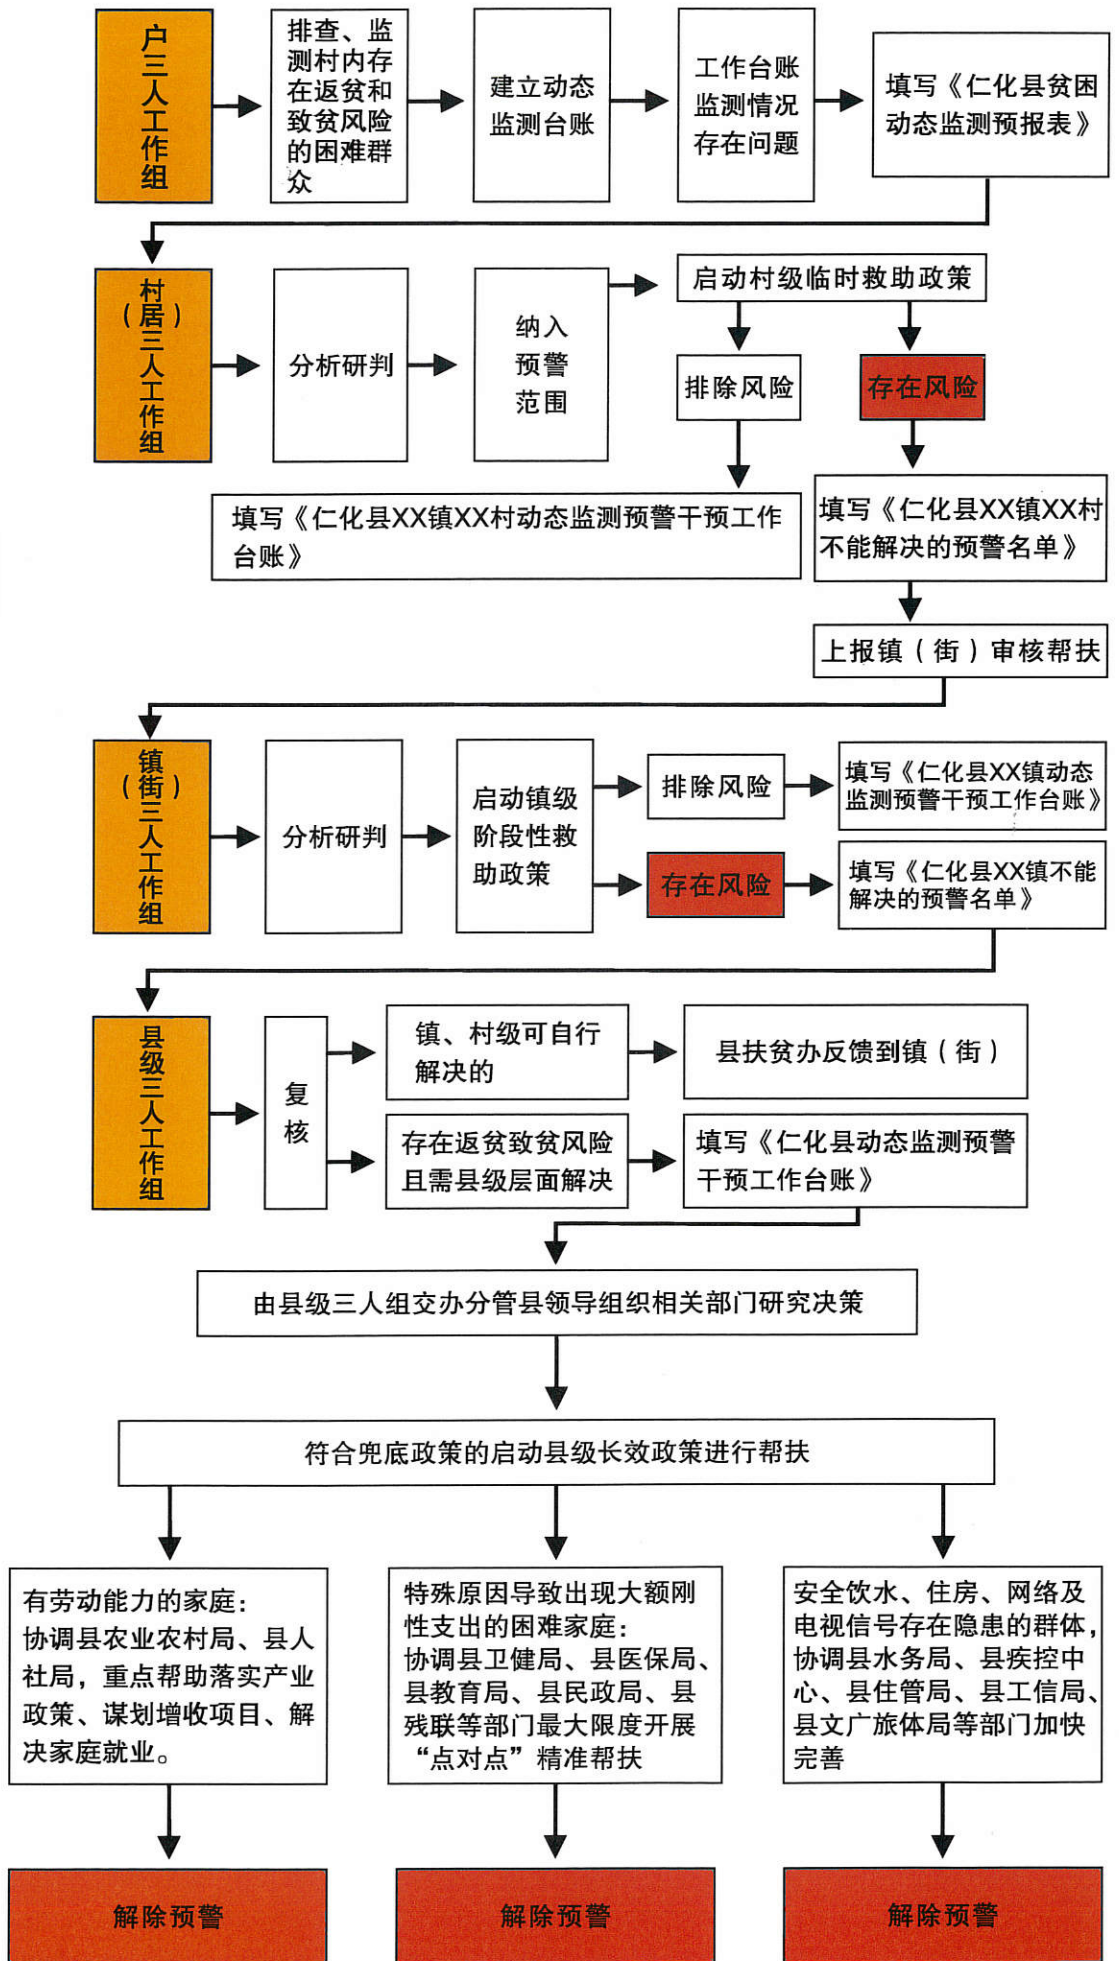 户三人工作组
排查、监
测村内存
在返贫和
致贫风险
的困难群
众
建立动态
监测台账
工作台账
监测情况
存在问题
填写《仁化县贫困
动态监测预报表》
村（居）三人工作组
分析研判
纳入
预警
范围
启动村级临时救助政策
排除风险
存在风险
填写《仁化县XX镇XX村动态监测预警干预工作
台账》
填写《仁化县XX镇XX村
不能解决的预警名单》
上报镇（街）审核帮扶
镇（街）三人工作组
分析研判
启动镇级
阶段性救
助政策
排除风险
填写《仁化县XX镇动态
监测预警干预工作台账》
存在风险
填写《仁化县XX镇不能
解决的预警名单》
县级三人工作组
复
核
镇、村级可自行
解决的
县扶贫办反馈到镇（街）
存在返贫致贫风险
且需县级层面解决
填写《仁化县动态监测预警
干预工作台账》
由县级三人组交办分管县领导组织相关部门研究决策
符合兜底政策的启动县级长效政策进行帮扶
有劳动能力的家庭：
协调县农业农村局、县人
社局，重点帮助落实产业
政策、谋划增收项目、解
决家庭就业。
特殊原因导致出现大额刚
性支出的困难家庭：
协调县卫健局、县医保局、
县教育局、县民政局、县
残联等部门最大限度开展
“点对点”精准帮扶
安全饮水、住房、网络及
电视信号存在隐患的群体，
协调县水务局、县疾控中
心、县住管局、县工信局、
县文广旅体局等部门加快
完善
解除预警
解除预警
解除预警